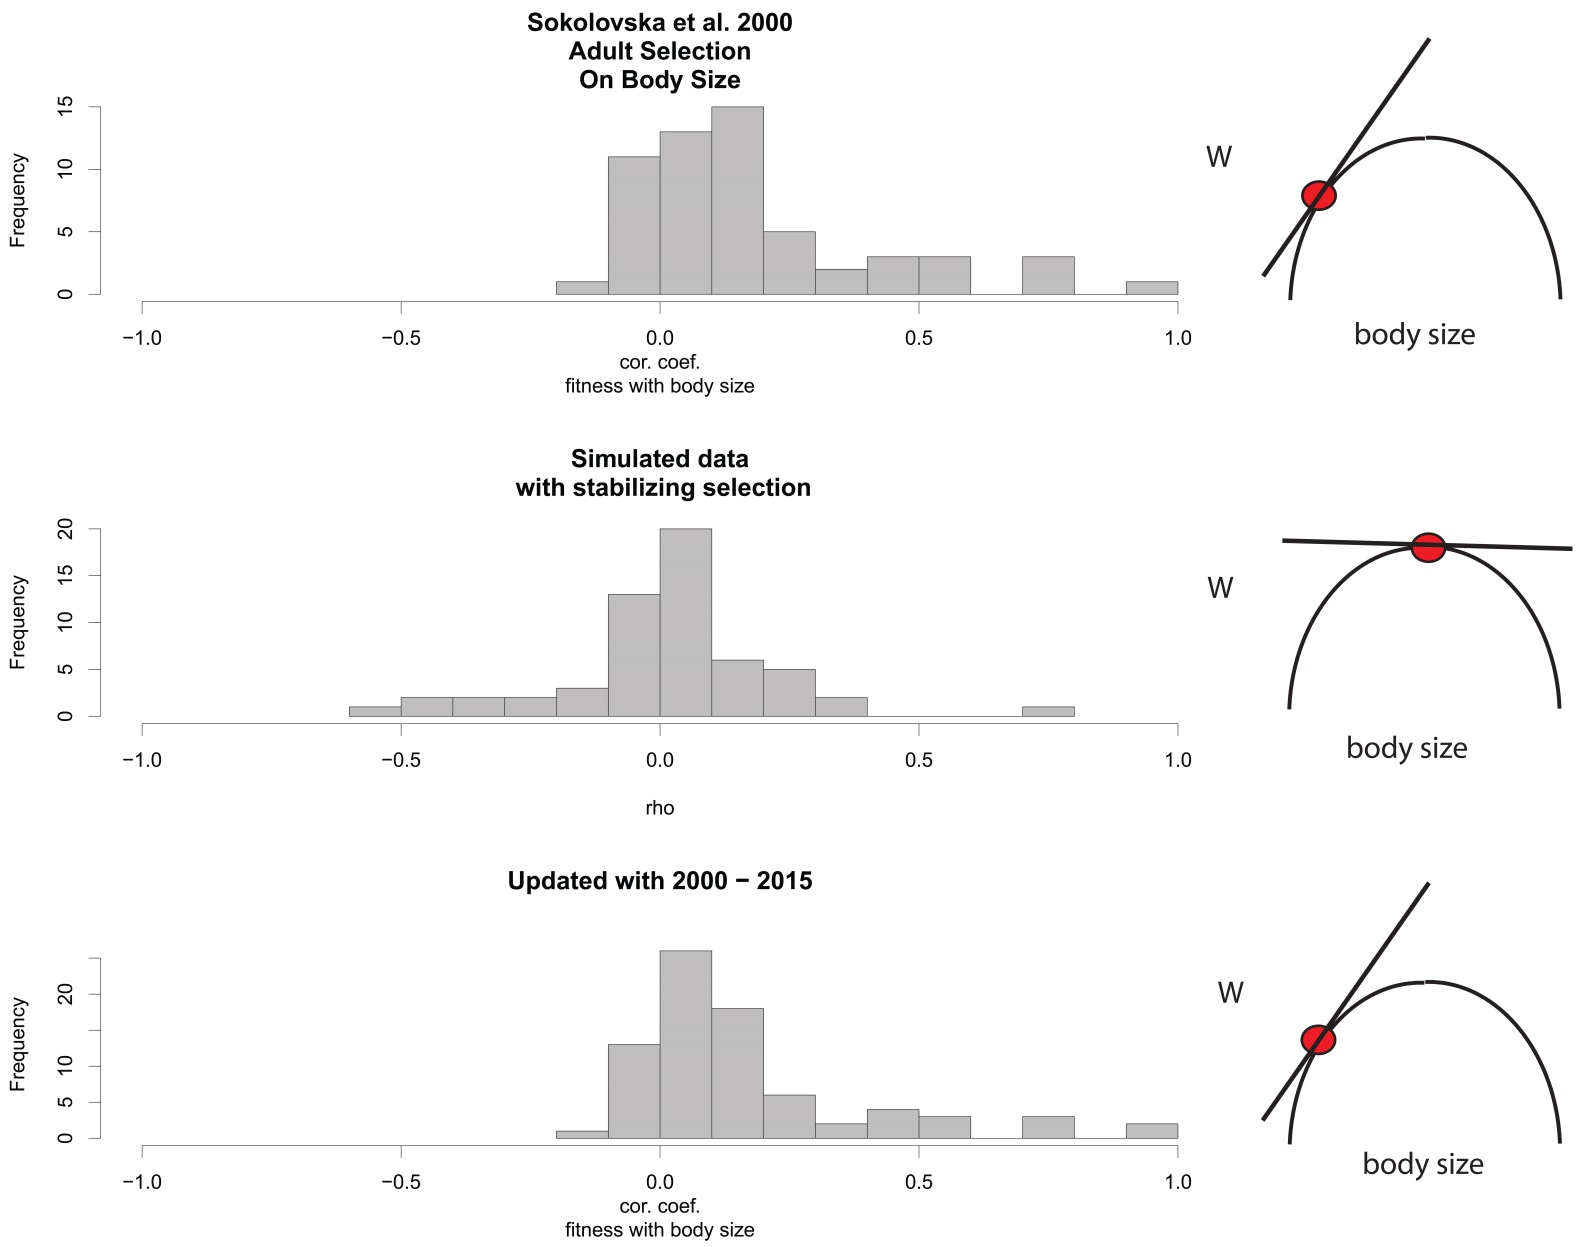 Sokolovska et al. 2000
Adult Selection
On Body Size
Frequency
15
10
5
0
−1.0 −0.5 0.0 0.5 1.0
cor. coef.
fitness with body size
W
body size
Simulated data
with stabilizing selection
Frequency
20
15
10
5
0
−1.0 −0.5 0.0 0.5 1.0
rho
W
body size
Updated with 2000 − 2015
Frequency
20
10
5
0
−1.0 −0.5 0.0 0.5 1.0
cor. coef.
fitness with body size
W
body size